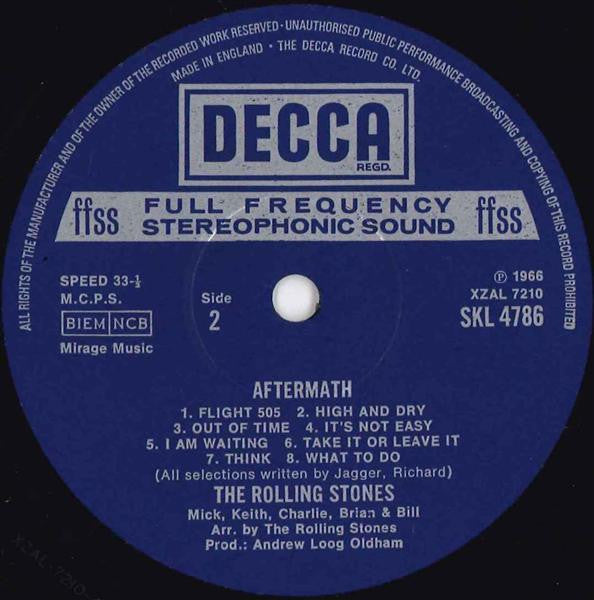 ALL RIGHTS OF THE MANUFACTURER AND OF THE OWNER OF THE RECORDED WORK RESERVED · UNAUTHORISED PUBLIC PERFORMANCE BROADCASTING AND COPYING OF THIS RECORD PROHIBITED
MADE IN ENGLAND · THE DECCA RECORD CO. LTD.
DECCA
REGD.
ffss FULL FREQUENCY ffss
STEREOPHONIC SOUND
SPEED 33-⅓
M.C.P.S.
BIEM NCB
Mirage Music
Side
2
℗ 1966
XZAL 7210
SKL 4786
AFTERMATH
1. FLIGHT 505 2. HIGH AND DRY
3. OUT OF TIME 4. IT'S NOT EASY
5. I AM WAITING 6. TAKE IT OR LEAVE IT
7. THINK 8. WHAT TO DO
(All selections written by Jagger, Richard)
THE ROLLING STONES
Mick, Keith, Charlie, Brian & Bill
Arr. by The Rolling Stones
Prod.: Andrew Loog Oldham
XZAL-7210